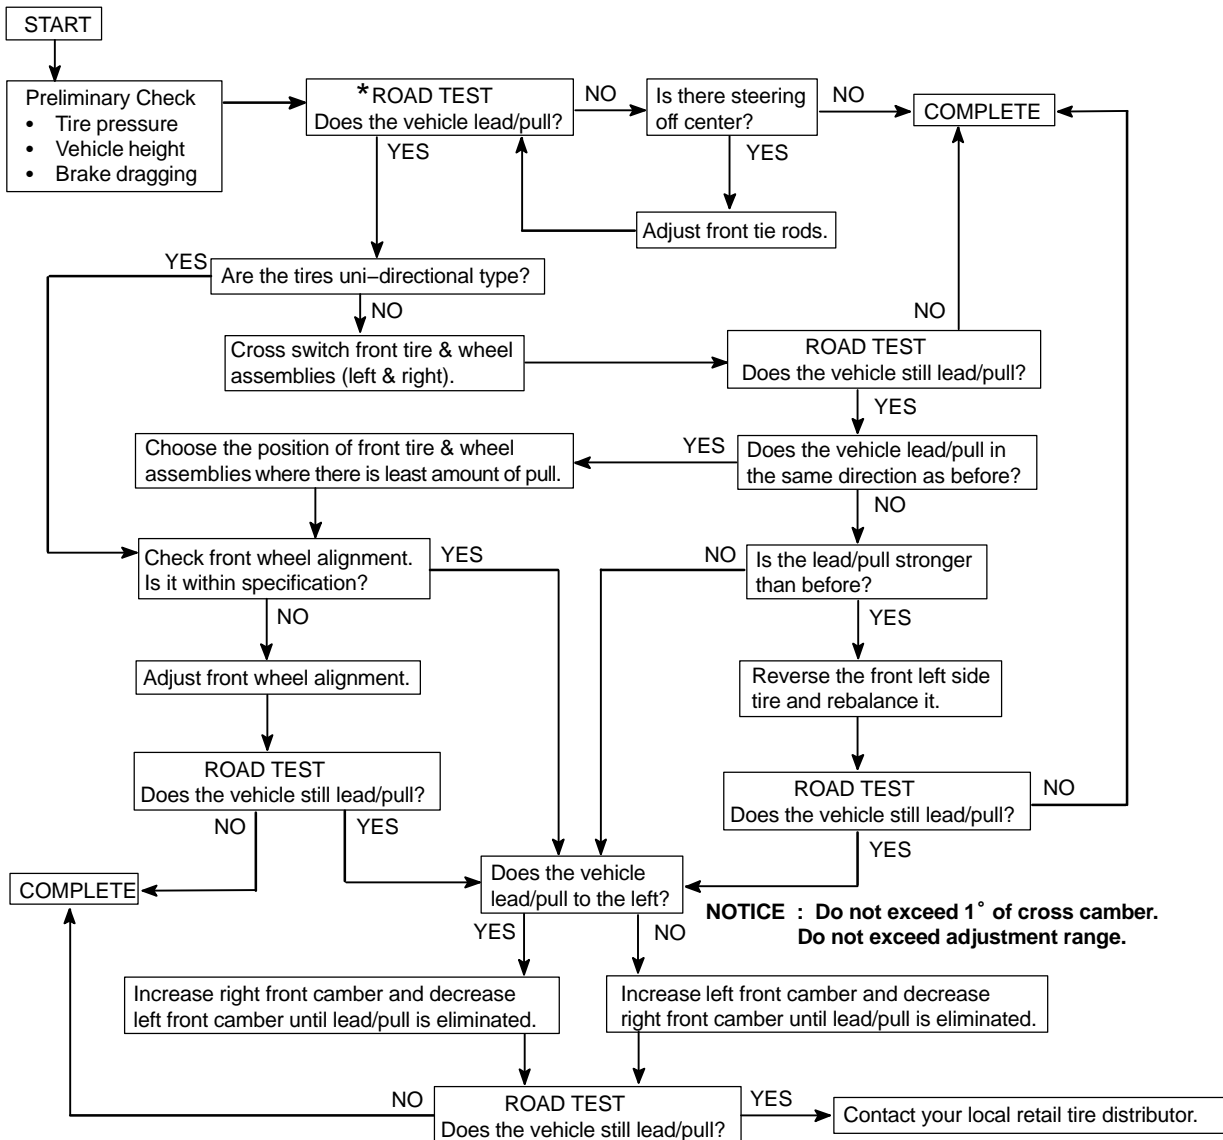 START
Preliminary Check
• Tire pressure
• Vehicle height
• Brake dragging
*ROAD TEST
Does the vehicle lead/pull?
NO
Is there steering
off center?
NO
COMPLETE
YES
YES
Adjust front tie rods.
YES
Are the tires uni–directional type?
NO
Cross switch front tire & wheel
assemblies (left & right).
NO
ROAD TEST
Does the vehicle still lead/pull?
YES
Choose the position of front tire & wheel
assemblies where there is least amount of pull.
YES
Does the vehicle lead/pull in
the same direction as before?
NO
Check front wheel alignment.
Is it within specification?
YES
NO
Is the lead/pull stronger
than before?
NO
YES
Adjust front wheel alignment.
Reverse the front left side
tire and rebalance it.
ROAD TEST
Does the vehicle still lead/pull?
ROAD TEST
Does the vehicle still lead/pull?
NO
NO
YES
YES
COMPLETE
Does the vehicle
lead/pull to the left?
NOTICE : Do not exceed 1° of cross camber.
Do not exceed adjustment range.
YES
NO
Increase right front camber and decrease
left front camber until lead/pull is eliminated.
Increase left front camber and decrease
right front camber until lead/pull is eliminated.
NO
ROAD TEST
Does the vehicle still lead/pull?
YES
Contact your local retail tire distributor.